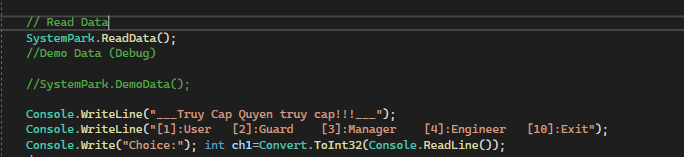 // Read Data
SystemPark.ReadData();
//Demo Data (Debug)
//SystemPark.DemoData();
Console.WriteLine("___Truy Cap Quyen truy cap!!!___");
Console.WriteLine("[1]:User   [2]:Guard    [3]:Manager    [4]:Engineer   [10]:Exit");
Console.Write("Choice:"); int ch1=Convert.ToInt32(Console.ReadLine());